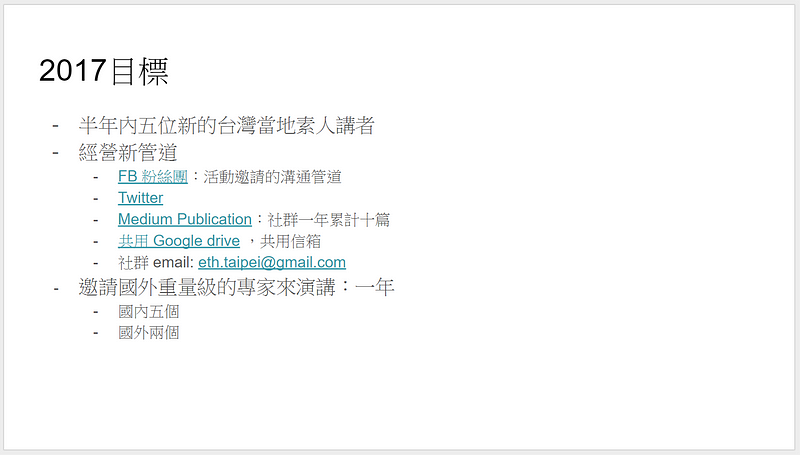 2017目標
- 半年內五位新的台灣當地素人講者
- 經營新管道
- FB 粉絲團：活動邀請的溝通管道
- Twitter
- Medium Publication：社群一年累計十篇
- 共用 Google drive ，共用信箱
- 社群 email: eth.taipei@gmail.com
- 邀請國外重量級的專家來演講：一年
- 國內五個
- 國外兩個